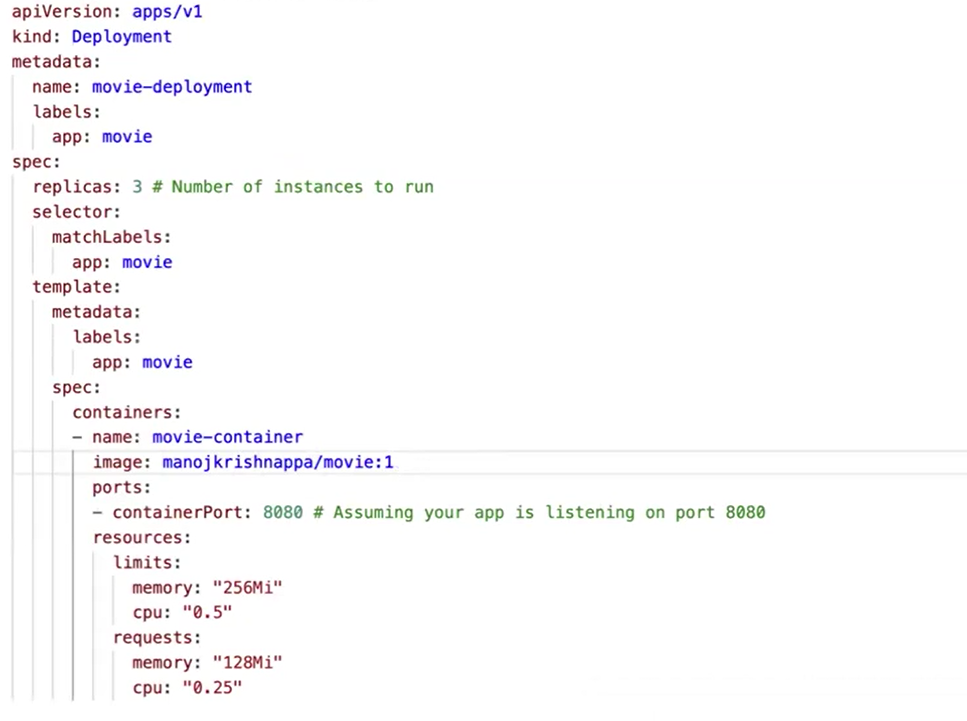 apiVersion: apps/v1
kind: Deployment
metadata:
  name: movie-deployment
  labels:
    app: movie
spec:
  replicas: 3 # Number of instances to run
  selector:
    matchLabels:
      app: movie
  template:
    metadata:
      labels:
        app: movie
    spec:
      containers:
      - name: movie-container
        image: manojkrishnappa/movie:1
        ports:
        - containerPort: 8080 # Assuming your app is listening on port 8080
        resources:
          limits:
            memory: "256Mi"
            cpu: "0.5"
          requests:
            memory: "128Mi"
            cpu: "0.25"